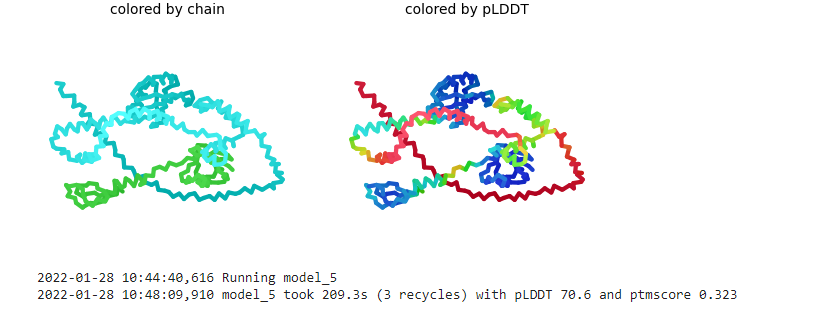 colored by chain
colored by pLDDT
2022-01-28 10:44:40,616 Running model_5
2022-01-28 10:48:09,910 model_5 took 209.3s (3 recycles) with pLDDT 70.6 and ptmscore 0.323